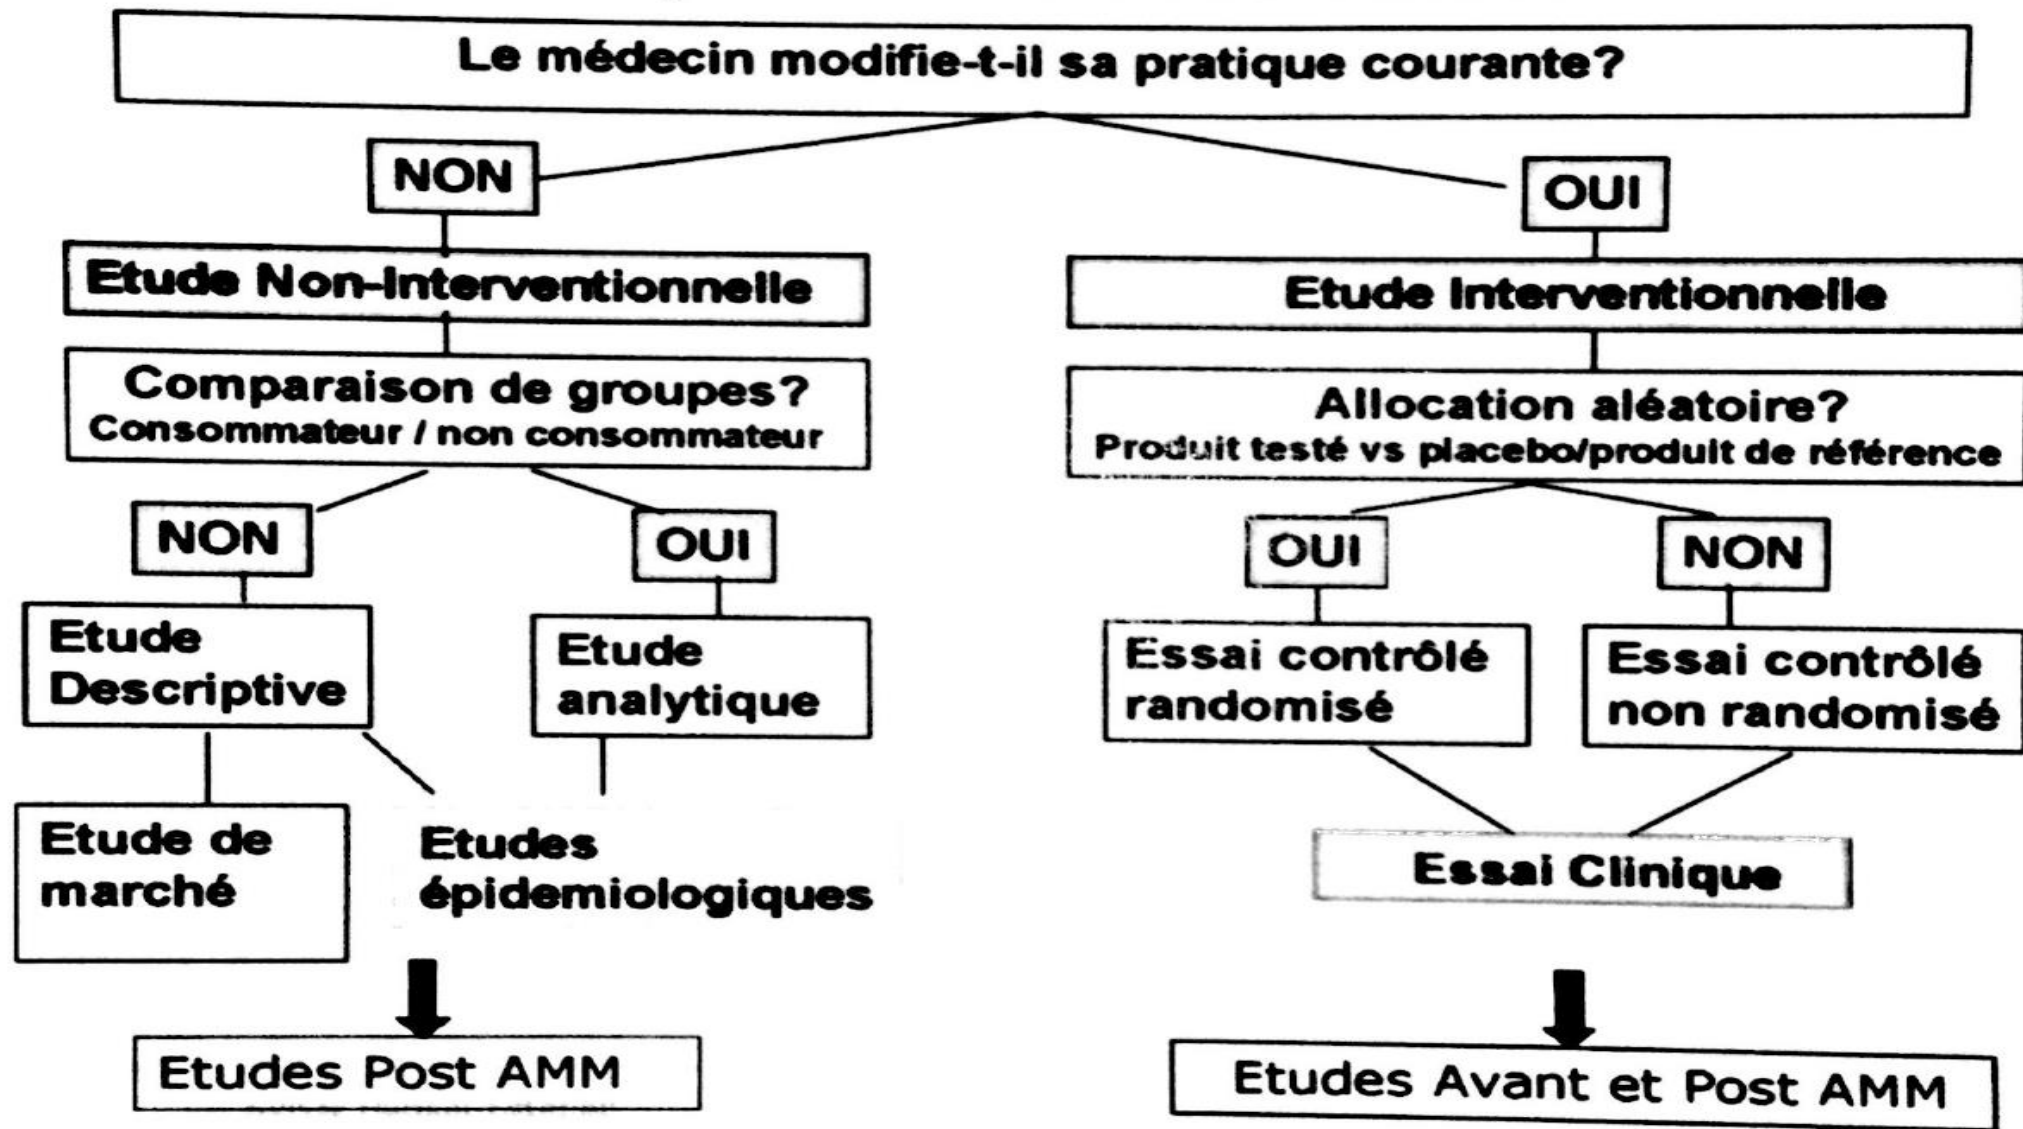 Le médecin modifie-t-il sa pratique courante?
NON
OUI
Etude Non-Interventionnelle
Etude Interventionnelle
Comparaison de groupes?
Consommateur / non consommateur
Allocation aléatoire?
Produit testé vs placebo/produit de référence
NON
OUI
OUI
NON
Etude
Descriptive
Etude
analytique
Essai contrôlé
randomisé
Essai contrôlé
non randomisé
Etude de
marché
Etudes
épidemiologiques
Essai Clinique
Etudes Post AMM
Etudes Avant et Post AMM